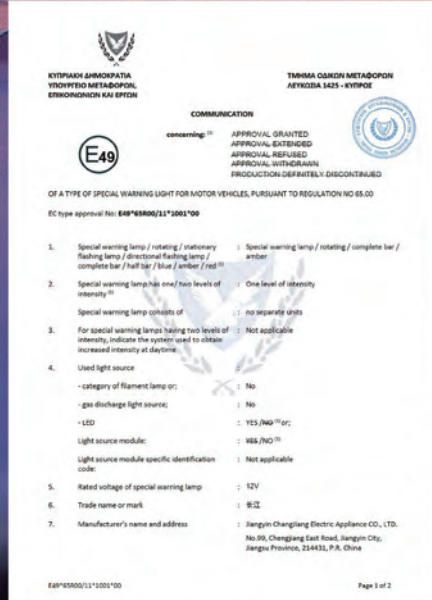 ΚΥΠΡΙΑΚΗ ΔΗΜΟΚΡΑΤΙΑ
ΥΠΟΥΡΓΕΙΟ ΜΕΤΑΦΟΡΩΝ,
ΕΠΙΚΟΙΝΩΝΙΩΝ ΚΑΙ ΕΡΓΩΝ
ΤΜΗΜΑ ΟΔΙΚΩΝ ΜΕΤΑΦΟΡΩΝ
ΛΕΥΚΩΣΙΑ 1425 - ΚΥΠΡΟΣ
COMMUNICATION
concerning: (1)
APPROVAL GRANTED
APPROVAL EXTENDED
APPROVAL REFUSED
APPROVAL WITHDRAWN
PRODUCTION DEFINITELY DISCONTINUED
E49
OF A TYPE OF SPECIAL WARNING LIGHT FOR MOTOR VEHICLES, PURSUANT TO REGULATION NO 65.00
EC type approval No: E49*65R00/11*1001*00
1. Special warning lamp / rotating / stationary : Special warning lamp / rotating / complete bar /
flashing lamp / directional flashing lamp / amber
complete bar / half bar / blue / amber / red
2. Special warning lamp has one/ two levels of : One level of intensity
intensity
Special warning lamp consists of : no separate units
3. For special warning lamps having two levels of : Not applicable
intensity, indicate the system used to obtain
increased intensity at daytime
4. Used light source :
- category of filament lamp or; : No
- gas discharge light source; : No
- LED : YES /NO or;
Light source module: : YES /NO
Light source module specific identification : Not applicable
code:
5. Rated voltage of special warning lamp : 12V
6. Trade name or mark : 长江
7. Manufacturer's name and address : Jiangyin Changjiang Electric Appliance CO., LTD.
No.99, Chengjiang East Road, Jiangyin City,
Jiangsu Province, 214431, P.R. China
E49*65R00/11*1001*00 Page 1 of 2